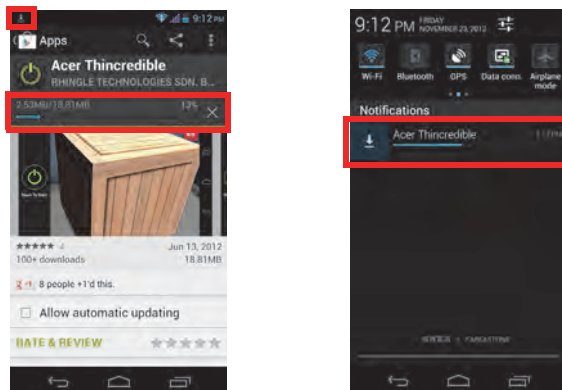 9:12 PM
Apps
Acer Thincredible
RHINGLE TECHNOLOGIES SDN. B...
2.53MB/18.81MB 13%
Jun 13, 2012
100+ downloads 18.81MB
8 people +1'd this.
Allow automatic updating
RATE & REVIEW
9:12 PM FRIDAY
NOVEMBER 23, 2012
Wi-Fi Bluetooth GPS Data conn. Airplane mode
Notifications
Acer Thincredible